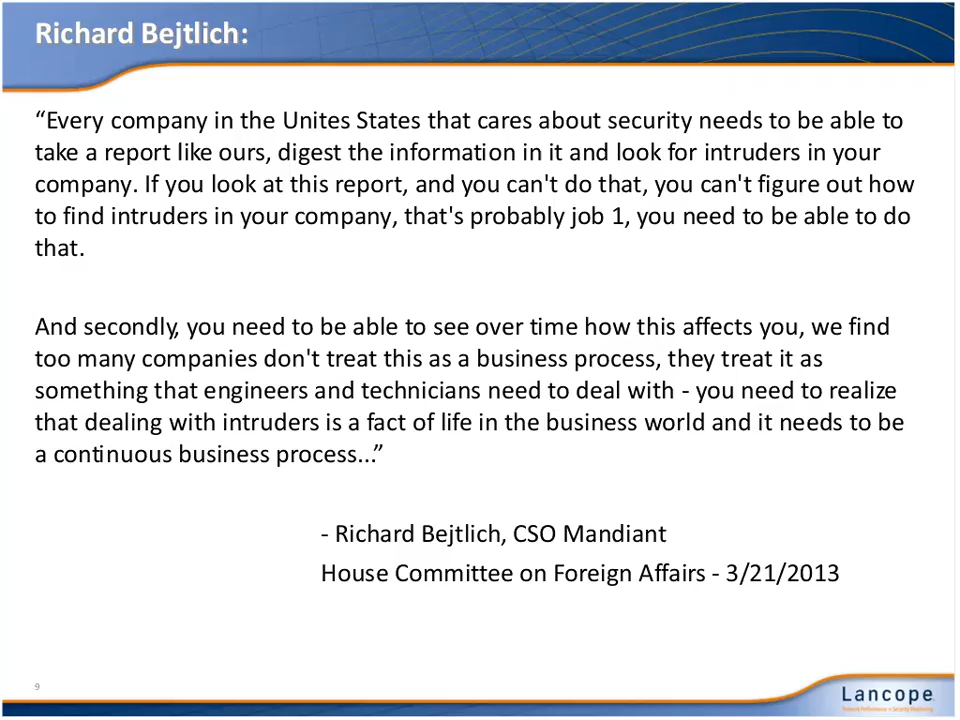 Richard Bejtlich:
“Every company in the Unites States that cares about security needs to be able to
take a report like ours, digest the information in it and look for intruders in your
company. If you look at this report, and you can't do that, you can't figure out how
to find intruders in your company, that's probably job 1, you need to be able to do
that.
And secondly, you need to be able to see over time how this affects you, we find
too many companies don't treat this as a business process, they treat it as
something that engineers and technicians need to deal with - you need to realize
that dealing with intruders is a fact of life in the business world and it needs to be
a continuous business process...”
- Richard Bejtlich, CSO Mandiant
House Committee on Foreign Affairs - 3/21/2013
9
Lancope
Network Performance + Security Monitoring